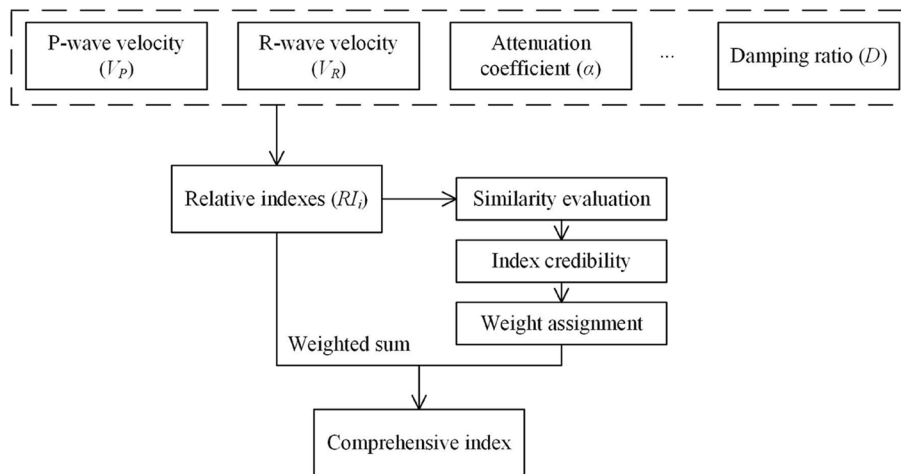 P-wave velocity
(V_P)
R-wave velocity
(V_R)
Attenuation
coefficient (α)
...
Damping ratio (D)
Relative indexes (RI_i)
Similarity evaluation
Index credibility
Weight assignment
Weighted sum
Comprehensive index